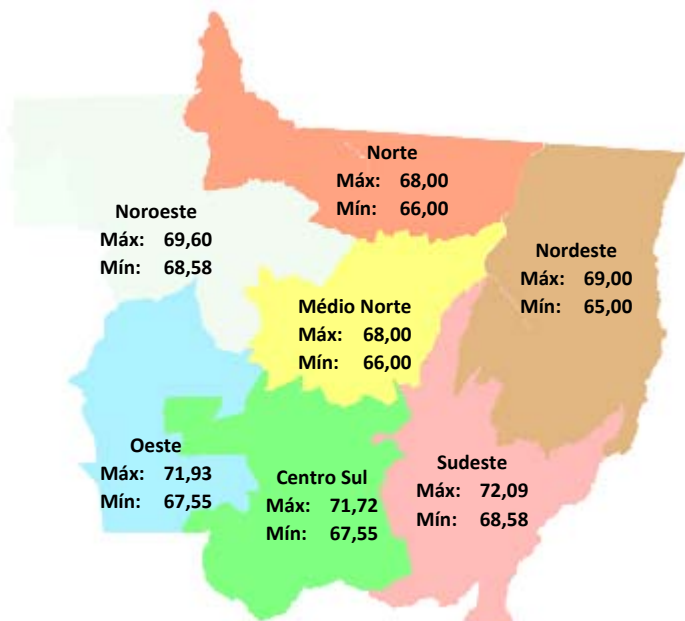 Norte
Máx: 68,00
Mín: 66,00
Noroeste
Máx: 69,60
Mín: 68,58
Nordeste
Máx: 69,00
Mín: 65,00
Médio Norte
Máx: 68,00
Mín: 66,00
Oeste
Máx: 71,93
Mín: 67,55
Centro Sul
Máx: 71,72
Mín: 67,55
Sudeste
Máx: 72,09
Mín: 68,58